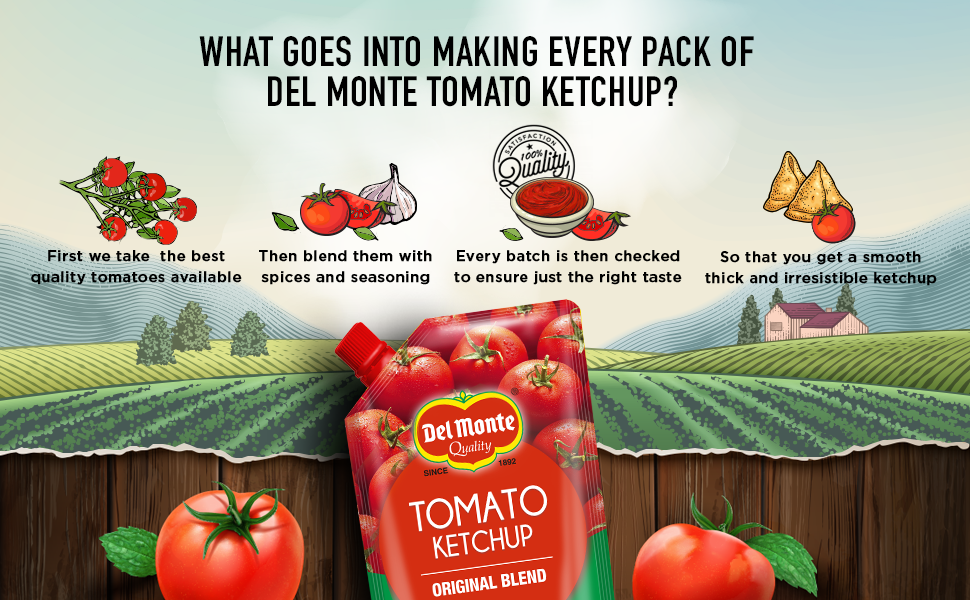 WHAT GOES INTO MAKING EVERY PACK OF
DEL MONTE TOMATO KETCHUP?
SATISFACTION
100%
Quality
First we take the best
quality tomatoes available
Then blend them with
spices and seasoning
Every batch is then checked
to ensure just the right taste
So that you get a smooth
thick and irresistible ketchup
Del Monte
Quality
SINCE 1892
TOMATO
KETCHUP
ORIGINAL BLEND